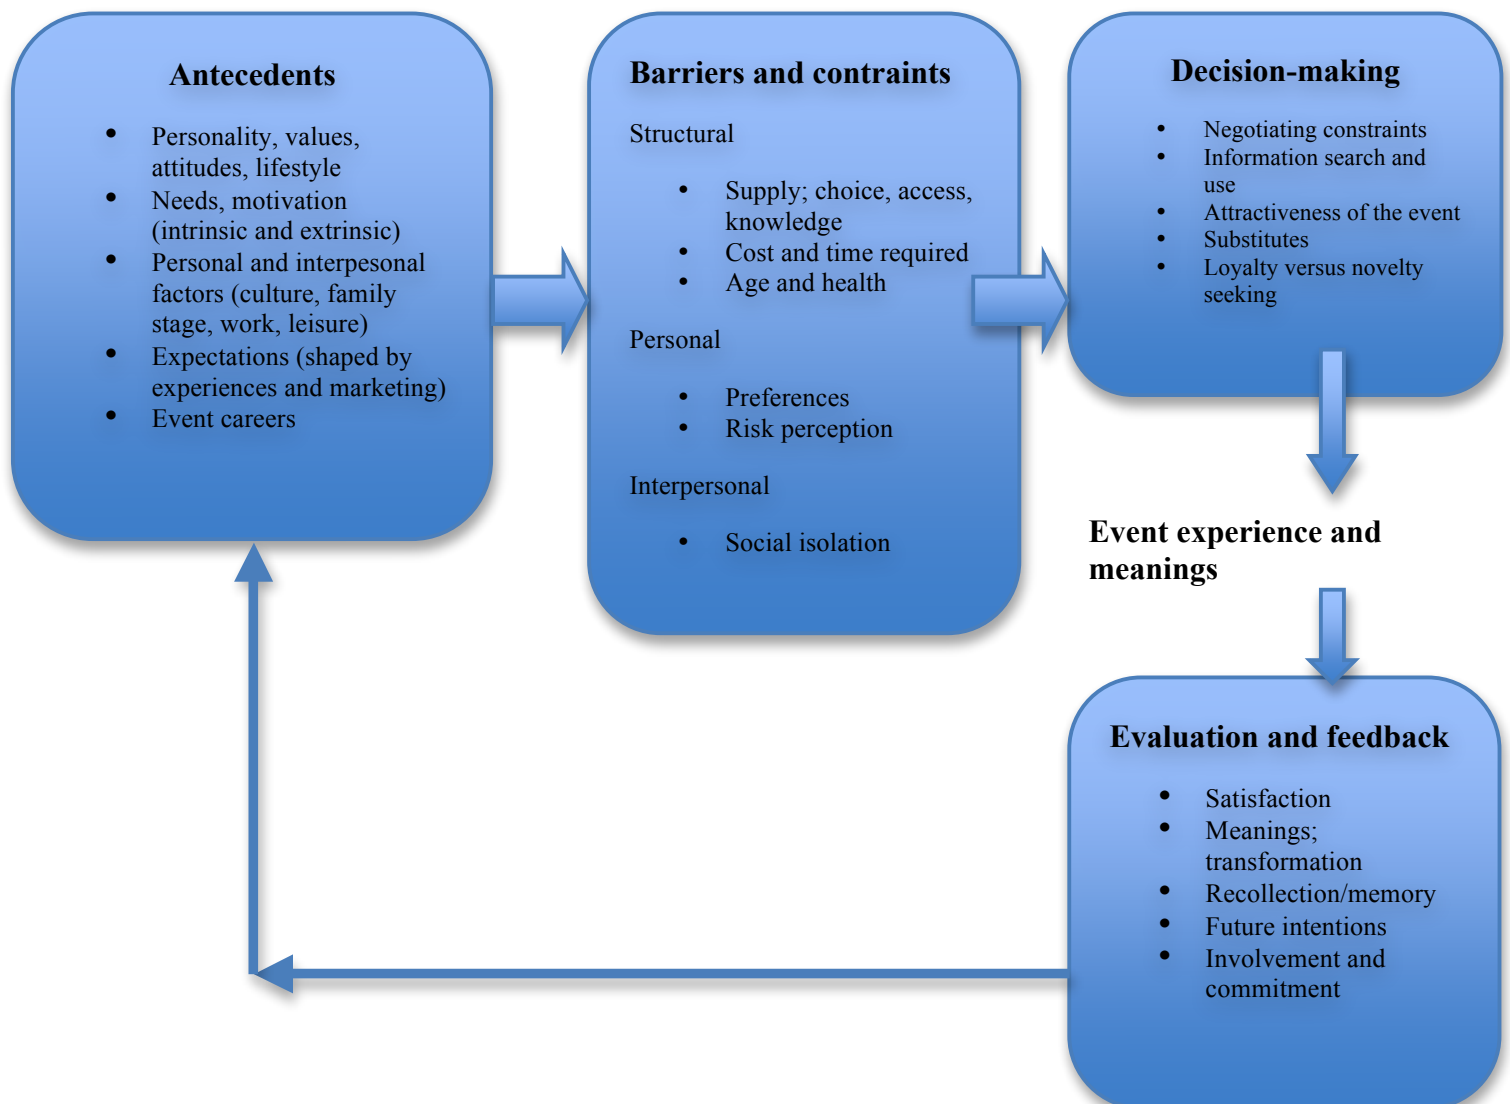 Antecedents
• Personality, values,
attitudes, lifestyle
• Needs, motivation
(intrinsic and extrinsic)
• Personal and interpesonal
factors (culture, family
stage, work, leisure)
• Expectations (shaped by
experiences and marketing)
• Event careers
Barriers and contraints
Structural
• Supply; choice, access,
knowledge
• Cost and time required
• Age and health
Personal
• Preferences
• Risk perception
Interpersonal
• Social isolation
Decision-making
• Negotiating constraints
• Information search and
use
• Attractiveness of the event
• Substitutes
• Loyalty versus novelty
seeking
Event experience and
meanings
Evaluation and feedback
• Satisfaction
• Meanings;
transformation
• Recollection/memory
• Future intentions
• Involvement and
commitment